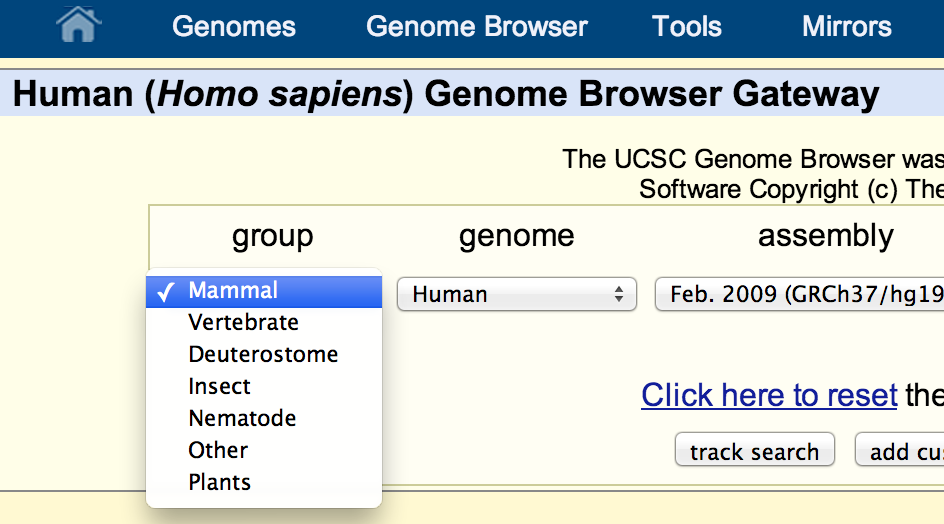 Genomes Genome Browser Tools Mirrors
Human (Homo sapiens) Genome Browser Gateway
The UCSC Genome Browser was
Software Copyright (c) The
group genome assembly
✓ Mammal Human Feb. 2009 (GRCh37/hg19
Vertebrate
Deuterostome
Insect
Click here to reset the
Nematode
Other track search add cu
Plants